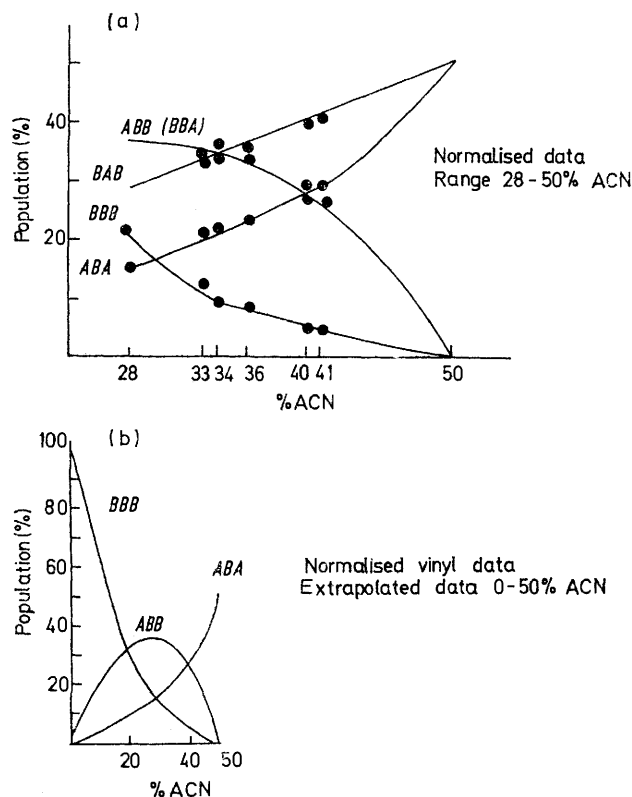 (a)
Population (%)
40
20
ABB (BBA)
BAB
BBB
ABA
Normalised data
Range 28-50% ACN
28 33 34 36 40 41 50
%ACN
(b)
Population (%)
100
80
60
40
20
BBB
ABA
ABB
Normalised vinyl data
Extrapolated data 0-50% ACN
20 40 50
%ACN